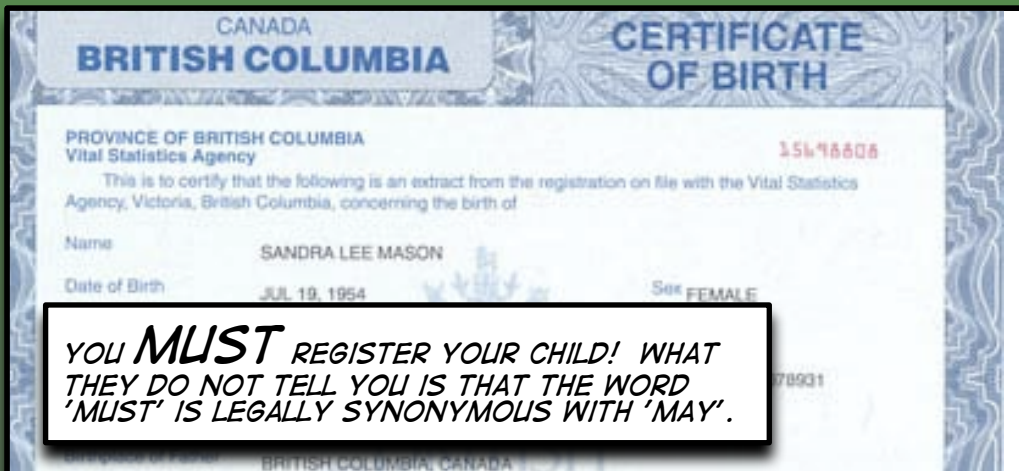 CANADA
BRITISH COLUMBIA
CERTIFICATE
OF BIRTH
PROVINCE OF BRITISH COLUMBIA
Vital Statistics Agency
15698808
This is to certify that the following is an extract from the registration on file with the Vital Statistics
Agency, Victoria, British Columbia, concerning the birth of
Name SANDRA LEE MASON
Date of Birth JUL 19, 1954 Sex FEMALE
YOU MUST REGISTER YOUR CHILD! WHAT
THEY DO NOT TELL YOU IS THAT THE WORD
'MUST' IS LEGALLY SYNONYMOUS WITH 'MAY'.
78931
Birthplace of Father BRITISH COLUMBIA, CANADA